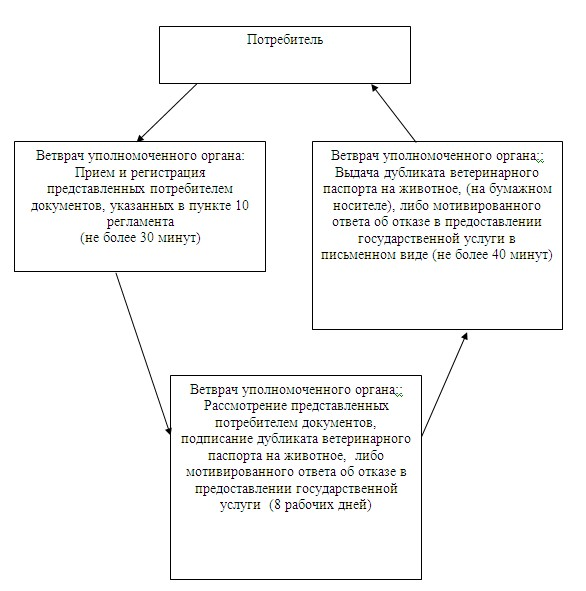 Потребитель
Ветврач уполномоченного органа:
Прием и регистрация
представленных потребителем
документов, указанных в пункте 10
регламента
(не более 30 минут)
Ветврач уполномоченного органа;:
Выдача дубликата ветеринарного
паспорта на животное, (на бумажном
носителе), либо мотивированного
ответа об отказе в предоставлении
государственной услуги в
письменном виде (не более 40 минут)
Ветврач уполномоченного органа;:
Рассмотрение представленных
потребителем документов,
подписание дубликата ветеринарного
паспорта на животное, либо
мотивированного ответа об отказе в
предоставлении государственной
услуги (8 рабочих дней)